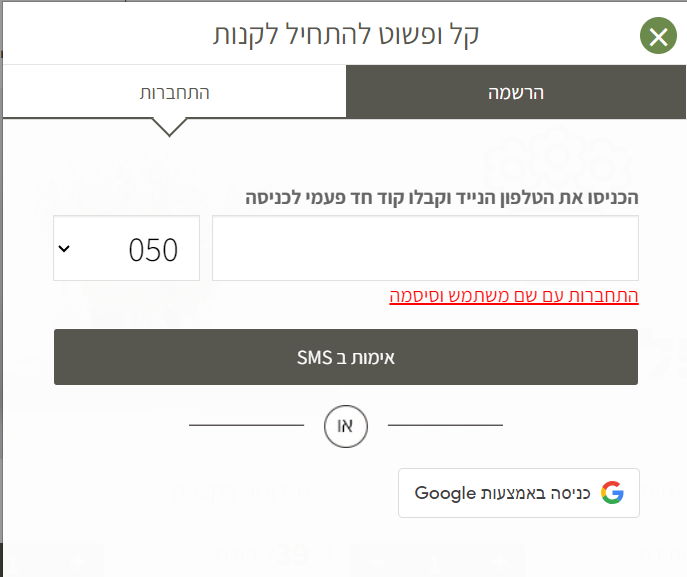 קל ופשוט להתחיל לקנות
הרשמה
התחברות
הכניסו את הטלפון הנייד וקבלו קוד חד פעמי לכניסה
050
התחברות עם שם משתמש וסיסמה
אימות ב SMS
או
כניסה באמצעות Google